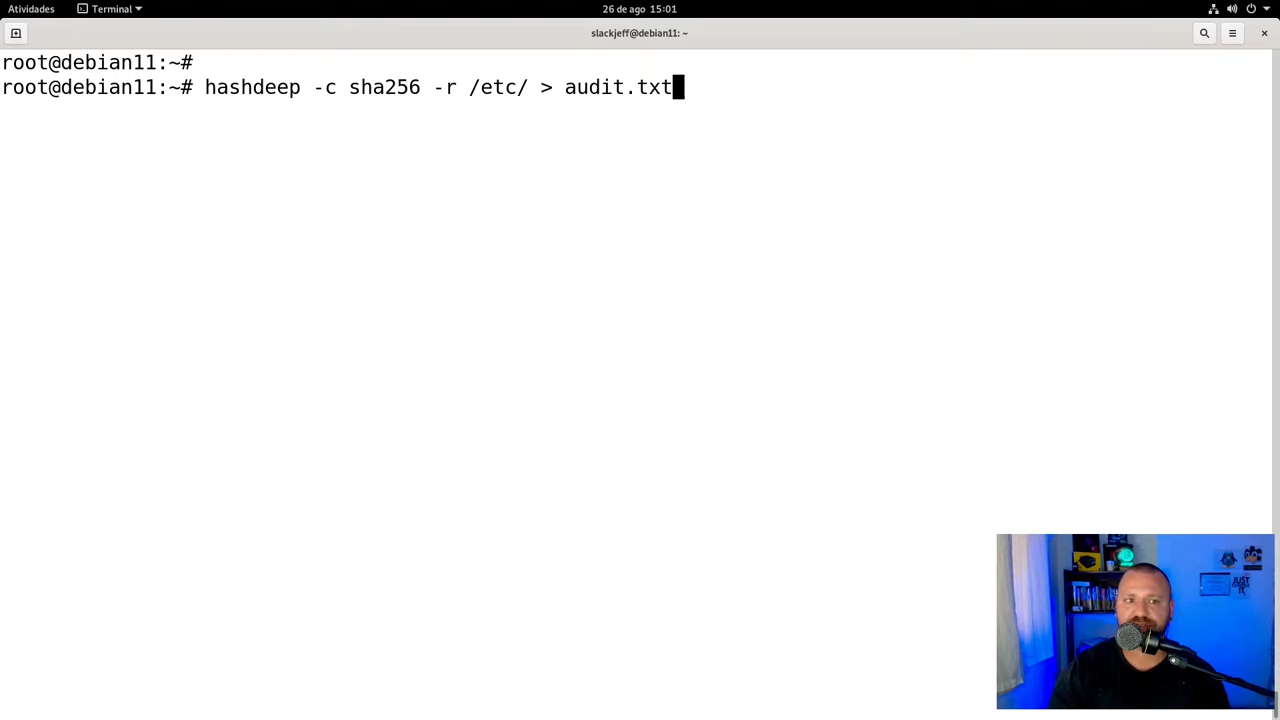 Atividades
Terminal
26 de ago 15:01
slackjeff@debian11: ~
root@debian11:~#
root@debian11:~# hashdeep -c sha256 -r /etc/ > audit.txt